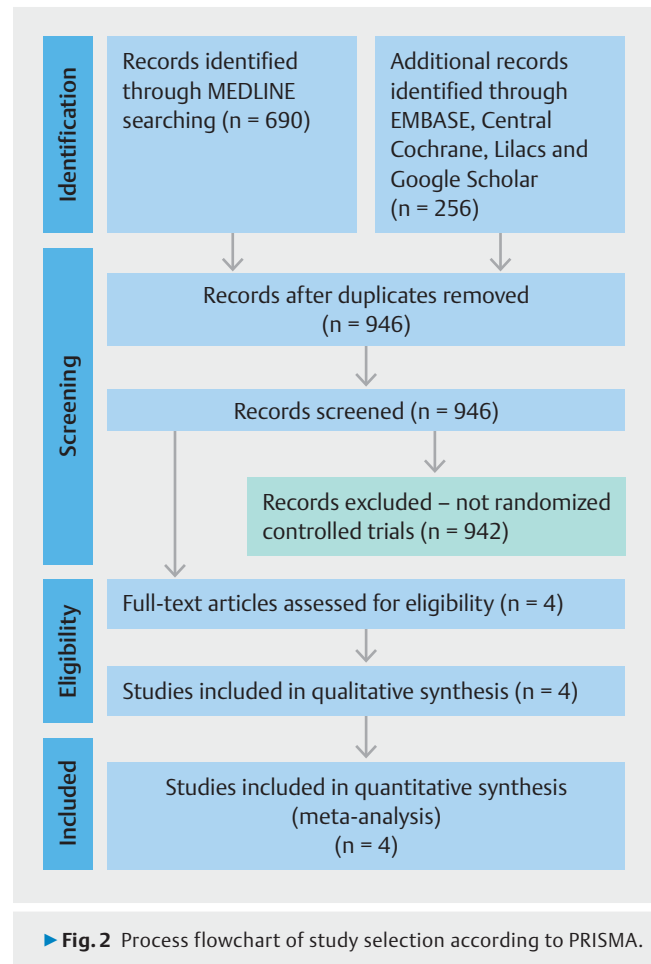 Identification
Records identified
through MEDLINE
searching (n = 690)
Additional records
identified through
EMBASE, Central
Cochrane, Lilacs and
Google Scholar
(n = 256)
Screening
Records after duplicates removed
(n = 946)
Records screened (n = 946)
Records excluded – not randomized
controlled trials (n = 942)
Eligibility
Full-text articles assessed for eligibility (n = 4)
Studies included in qualitative synthesis (n = 4)
Included
Studies included in quantitative synthesis
(meta-analysis)
(n = 4)
▶ Fig. 2 Process flowchart of study selection according to PRISMA.